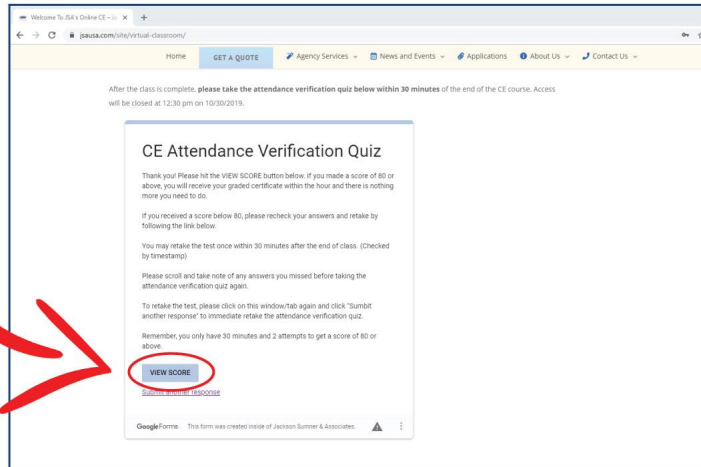 Welcome To JSA's Online CE – Ja
jsausa.com/site/virtual-classroom/
Home GET A QUOTE Agency Services News and Events Applications About Us Contact Us
After the class is complete, please take the attendance verification quiz below within 30 minutes of the end of the CE course. Access
will be closed at 12:30 pm on 10/30/2019.
CE Attendance Verification Quiz
Thank you! Please hit the VIEW SCORE button below. If you made a score of 80 or
above, you will receive your graded certificate within the hour and there is nothing
more you need to do.
If you received a score below 80, please recheck your answers and retake by
following the link below.
You may retake the test once within 30 minutes after the end of class. (Checked
by timestamp)
Please scroll and take note of any answers you missed before taking the
attendance verification quiz again.
To retake the test, please click on this window/tab again and click "Sumbit
another response" to immediate retake the attendance verification quiz.
Remember, you only have 30 minutes and 2 attempts to get a score of 80 or
above.
VIEW SCORE
Submit another response
Google Forms This form was created inside of Jackson Sumner & Associates.